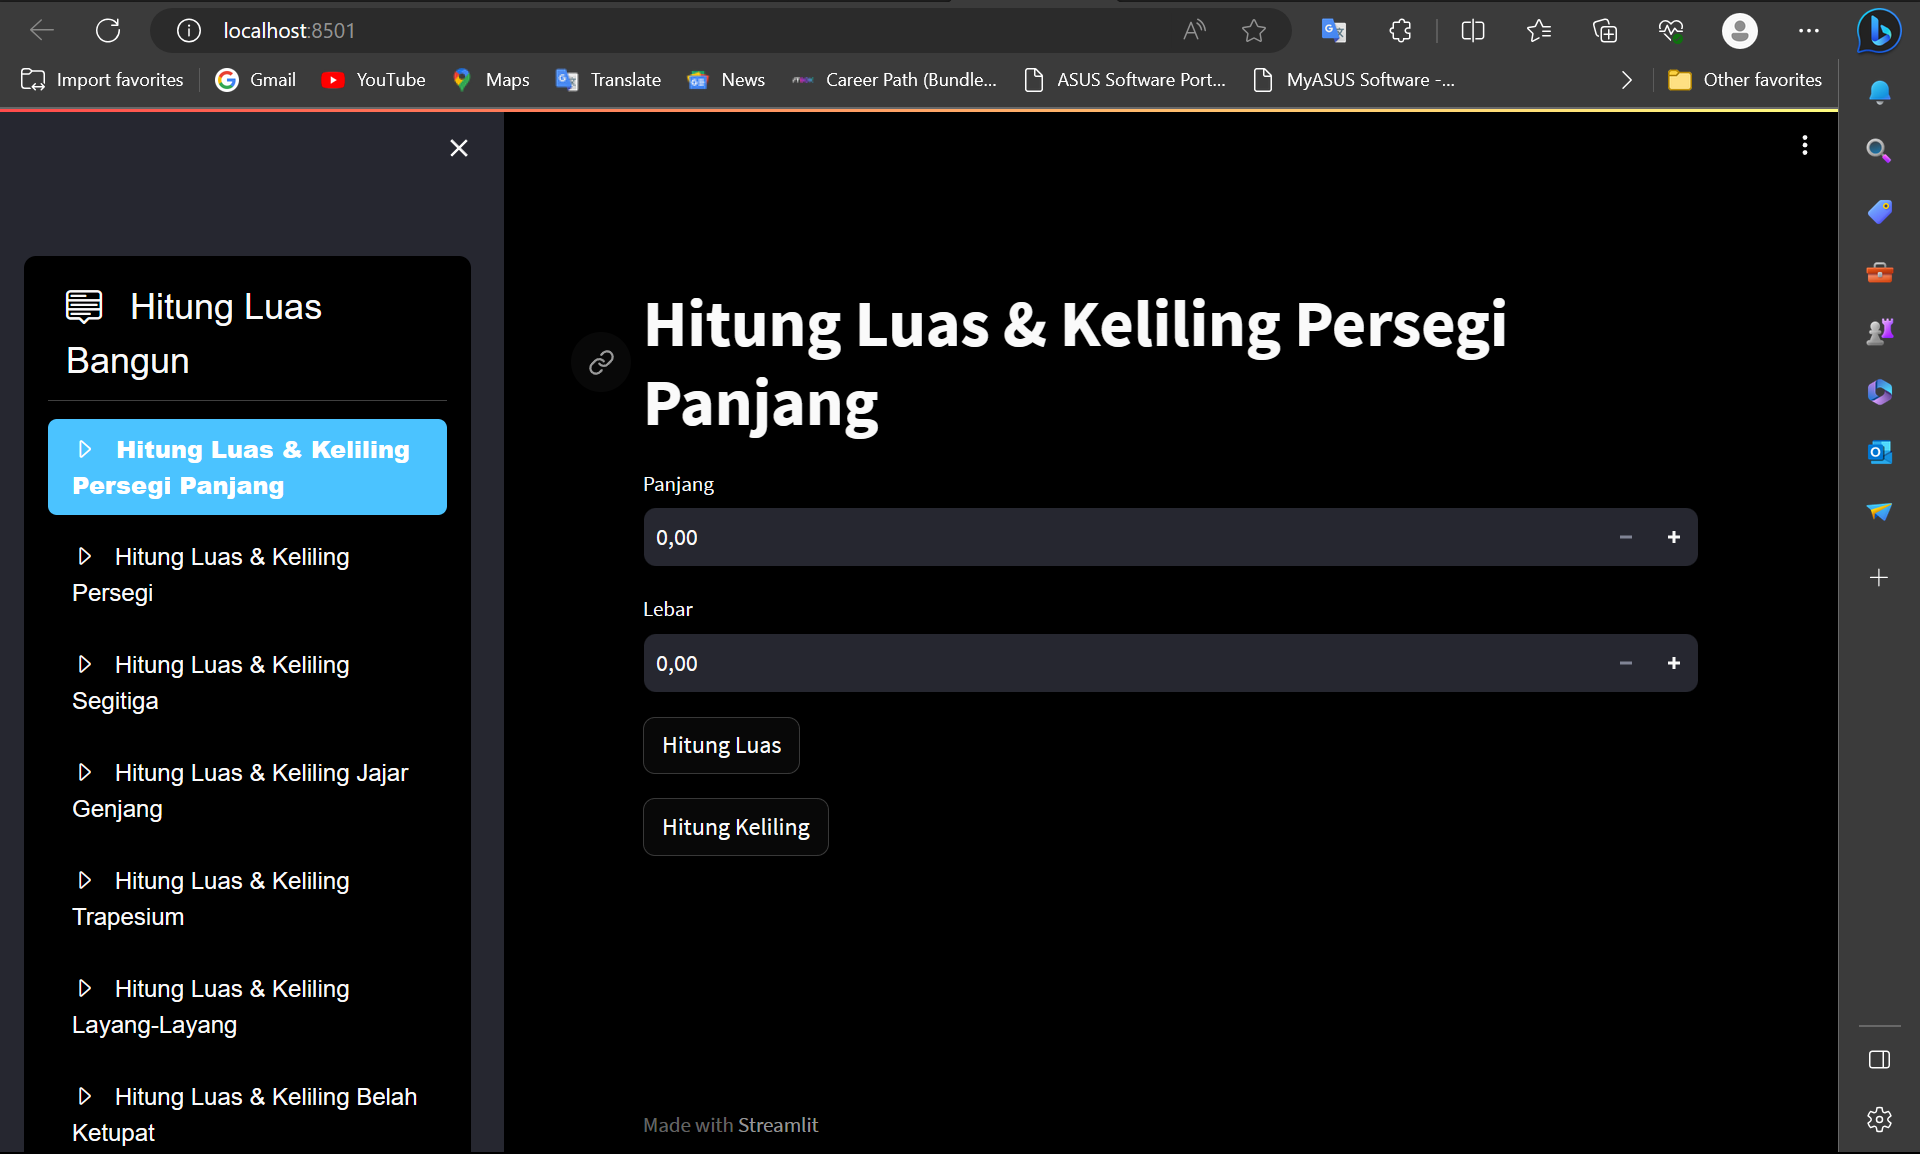 localhost:8501
Import favorites Gmail YouTube Maps Translate News Career Path (Bundle... ASUS Software Port... MyASUS Software -... Other favorites
Hitung Luas
Bangun
Hitung Luas & Keliling
Persegi Panjang
Hitung Luas & Keliling
Persegi
Hitung Luas & Keliling
Segitiga
Hitung Luas & Keliling Jajar
Genjang
Hitung Luas & Keliling
Trapesium
Hitung Luas & Keliling
Layang-Layang
Hitung Luas & Keliling Belah
Ketupat
Hitung Luas & Keliling Persegi
Panjang
Panjang
0,00
Lebar
0,00
Hitung Luas
Hitung Keliling
Made with Streamlit